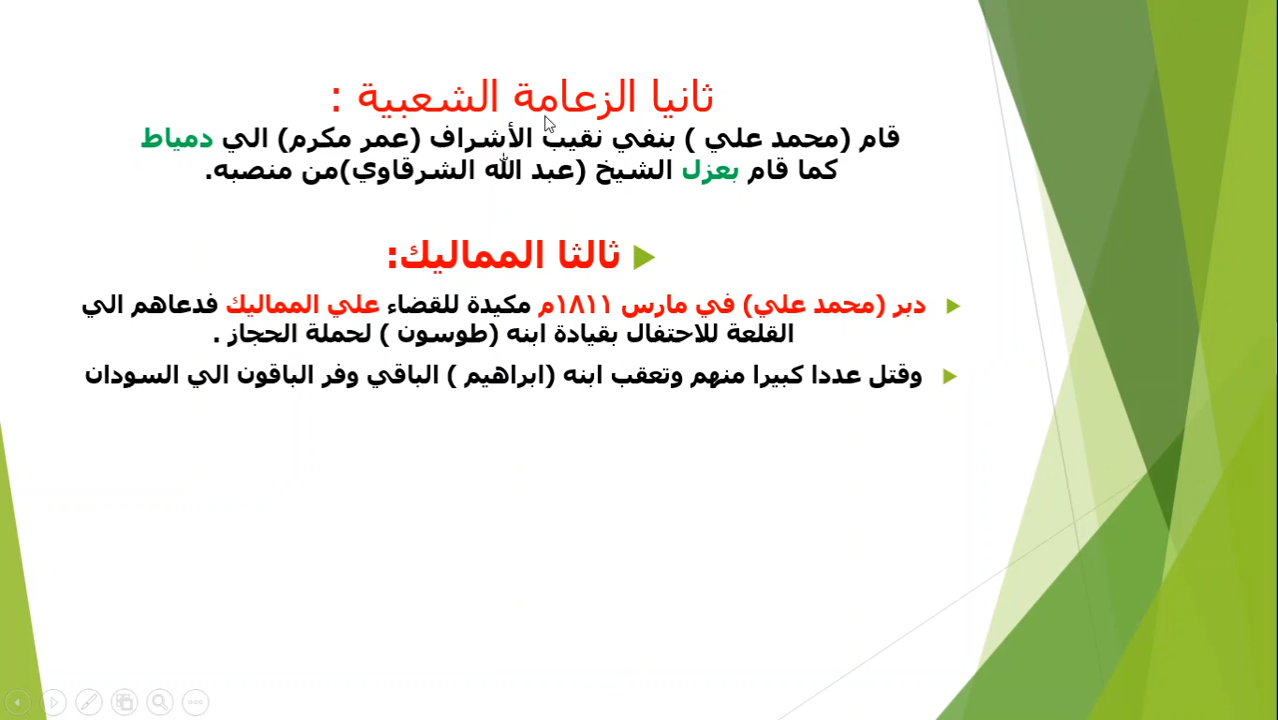 ثانيا الزعامة الشعبية :
قام (محمد علي ) بنفي نقيب الأشراف (عمر مكرم) الي دمياط
كما قام بعزل الشيخ (عبد الله الشرقاوي)من منصبه.
ثالثا المماليك:
دبر (محمد علي) في مارس ١٨١١م مكيدة للقضاء علي المماليك فدعاهم الي
القلعة للاحتفال بقيادة ابنه (طوسون ) لحملة الحجاز .
وقتل عددا كبيرا منهم وتعقب ابنه (ابراهيم ) الباقي وفر الباقون الي السودان